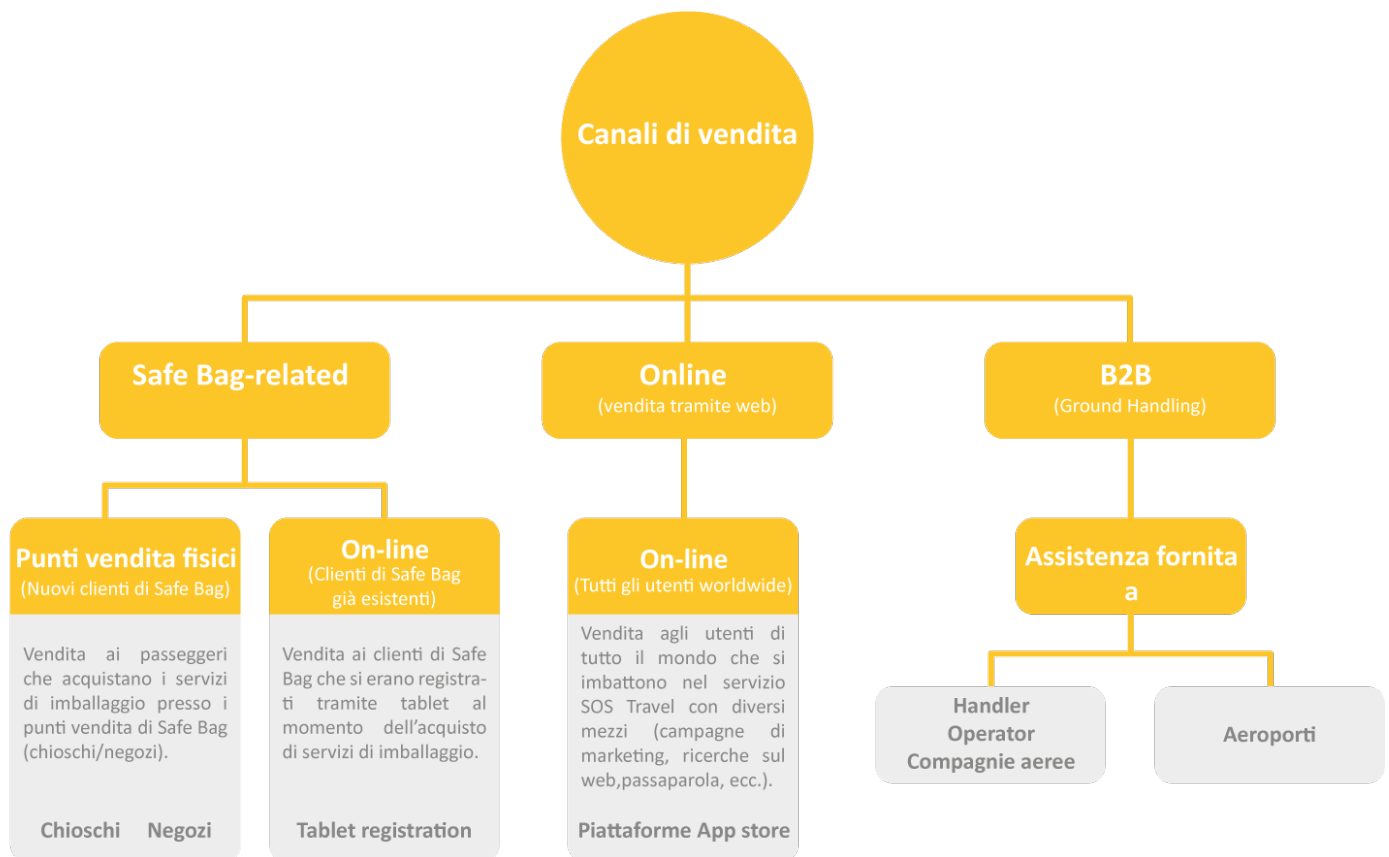 Canali di vendita
Safe Bag-related
Online
(vendita tramite web)
B2B
(Ground Handling)
Punti vendita fisici
(Nuovi clienti di Safe Bag)
Vendita ai passeggeri
che acquistano i servizi
di imballaggio presso i
punti vendita di Safe Bag
(chioschi/negozi).
Chioschi Negozi
On-line
(Clienti di Safe Bag
già esistenti)
Vendita ai clienti di Safe
Bag che si erano registra-
ti tramite tablet al
momento dell’acquisto
di servizi di imballaggio.
Tablet registration
On-line
(Tutti gli utenti worldwide)
Vendita agli utenti di
tutto il mondo che si
imbattono nel servizio
SOS Travel con diversi
mezzi (campagne di
marketing, ricerche sul
web,passaparola, ecc.).
Piattaforme App store
Assistenza fornita
a
Handler
Operator
Compagnie aeree
Aeroporti